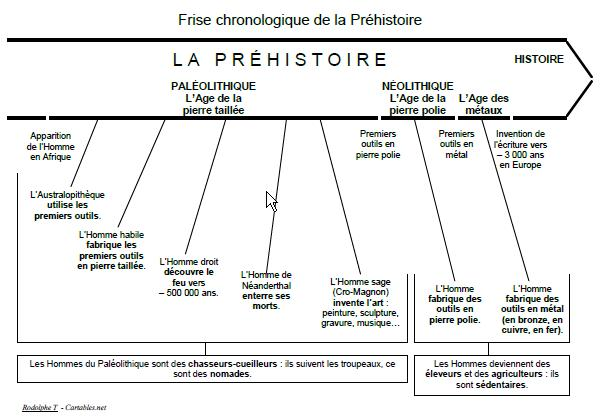 Frise chronologique de la Préhistoire
LA PRÉHISTOIRE
HISTOIRE
PALÉOLITHIQUE
L'Age de la
pierre taillée
NÉOLITHIQUE
L'Age de la
pierre polie
L'Age des
métaux
Apparition
de l'Homme
en Afrique
Premiers
outils en
pierre polie
Premiers
outils en
métal
Invention de
l'écriture vers
– 3 000 ans
en Europe
L'Australopithèque
utilise les
premiers outils.
L'Homme habile
fabrique les
premiers outils
en pierre taillée.
L'Homme droit
découvre le
feu vers
– 500 000 ans.
L'Homme de
Néanderthal
enterre ses
morts.
L'Homme sage
(Cro-Magnon)
invente l'art :
peinture, sculpture,
gravure, musique…
L'Homme
fabrique des
outils en
pierre polie.
L'Homme
fabrique des
outils en métal
(en bronze, en
cuivre, en fer).
Les Hommes du Paléolithique sont des chasseurs-cueilleurs : ils suivent les troupeaux, ce
sont des nomades.
Les Hommes deviennent des
éleveurs et des agriculteurs : ils
sont sédentaires.
Rodolphe T - Cartables.net